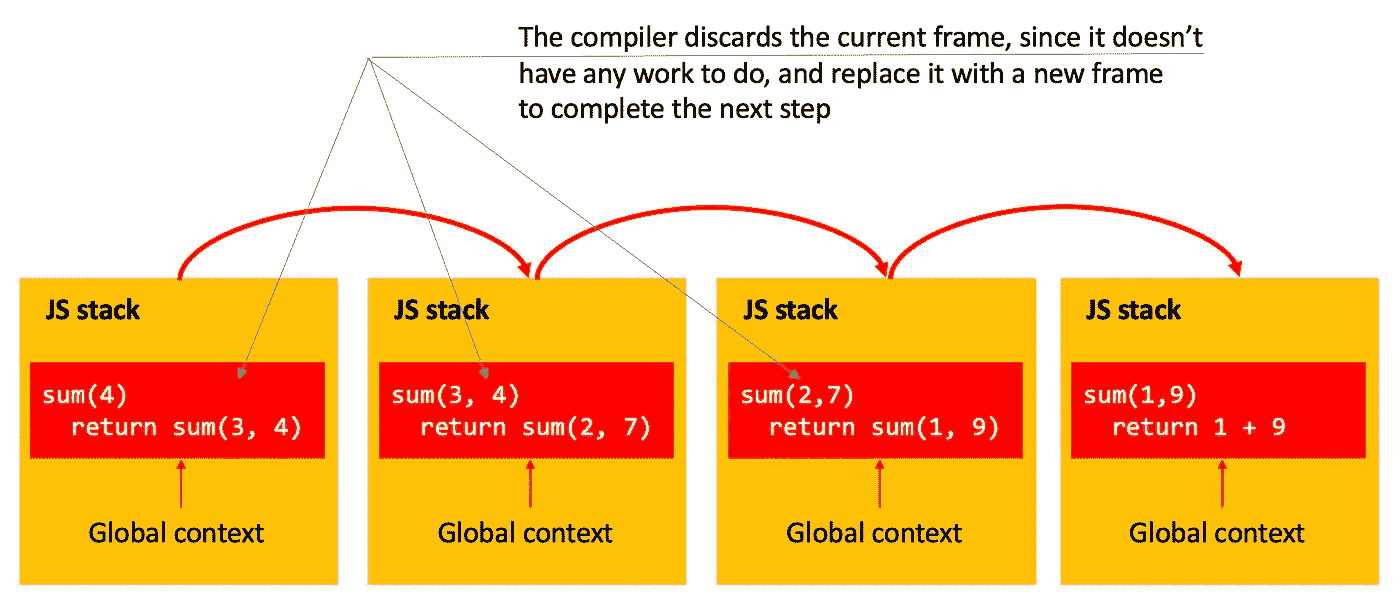 The compiler discards the current frame, since it doesn't
have any work to do, and replace it with a new frame
to complete the next step
JS stack
sum(4)
return sum(3, 4)
Global context
JS stack
sum(3, 4)
return sum(2, 7)
Global context
JS stack
sum(2,7)
return sum(1, 9)
Global context
JS stack
sum(1,9)
return 1 + 9
Global context